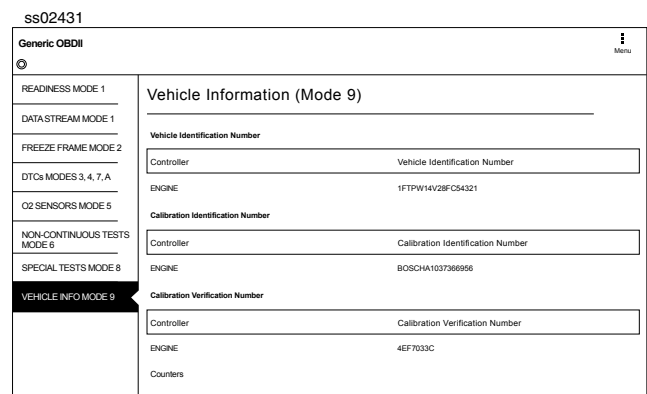 ss02431
Generic OBDII
Menu
READINESS MODE 1
DATA STREAM MODE 1
FREEZE FRAME MODE 2
DTCs MODES 3, 4, 7, A
O2 SENSORS MODE 5
NON-CONTINUOUS TESTS
MODE 6
SPECIAL TESTS MODE 8
VEHICLE INFO MODE 9
Vehicle Information (Mode 9)
Vehicle Identification Number
Controller Vehicle Identification Number
ENGINE 1FTPW14V28FC54321
Calibration Identification Number
Controller Calibration Identification Number
ENGINE BOSCHA1037366956
Calibration Verification Number
Controller Calibration Verification Number
ENGINE 4EF7033C
Counters